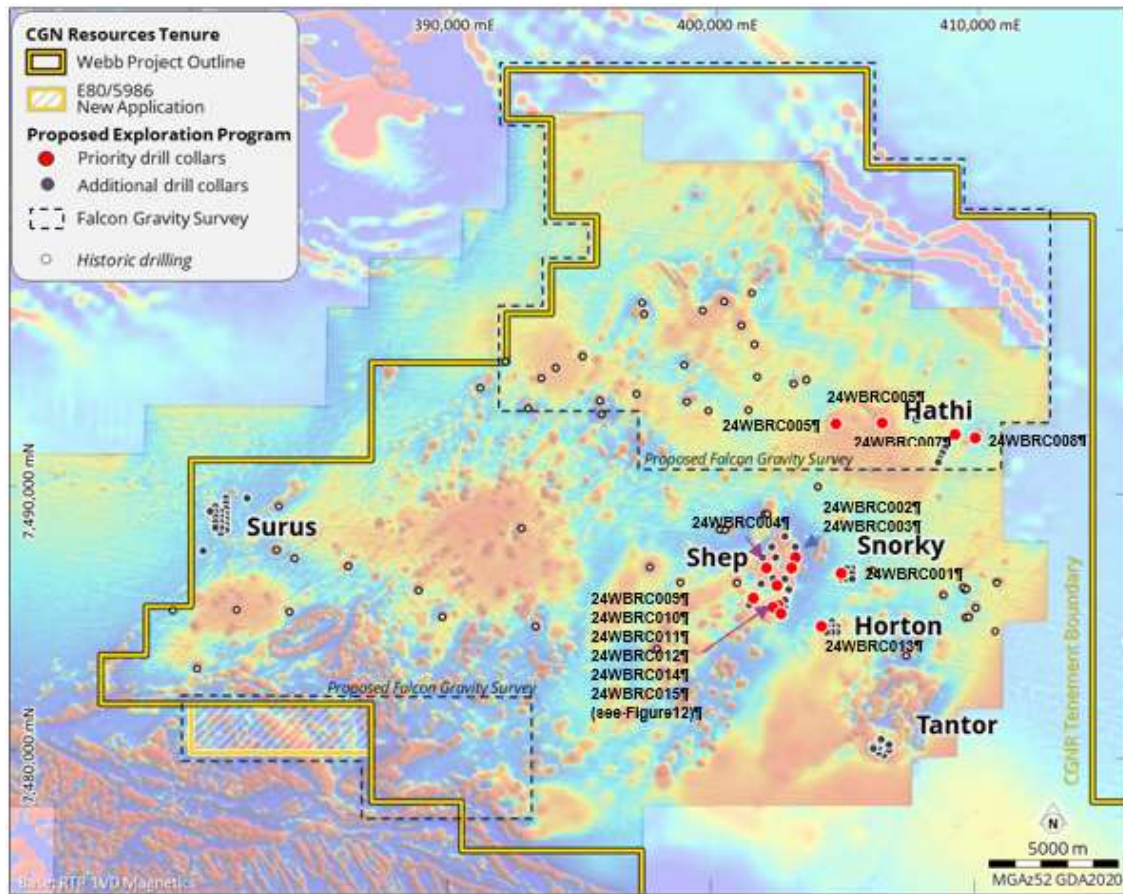 390,000 mE
400,000 mE
410,000 mE
CGN Resources Tenure
Webb Project Outline
E80/5986
New Application
Proposed Exploration Program
Priority drill collars
Additional drill collars
Falcon Gravity Survey
Historic drilling
24WBRC005¶
Hathi
24WBRC005¶
24WBRC007¶
24WBRC008¶
Proposed Falcon Gravity Survey
7,490,000 mN
Surus
24WBRC004¶
24WBRC002¶
24WBRC003¶
Shep
Snorky
24WBRC001¶
24WBRC009¶
24WBRC010¶
24WBRC011¶
24WBRC012¶
24WBRC014¶
24WBRC015¶
(see-Figure12)¶
Horton
24WBRC013¶
Proposed Falcon Gravity Survey
Tantor
7,480,000 mN
CGNR Tenement Boundary
N
5000 m
MGAz52 GDA2020
Base: RTP 1VD Magnetics